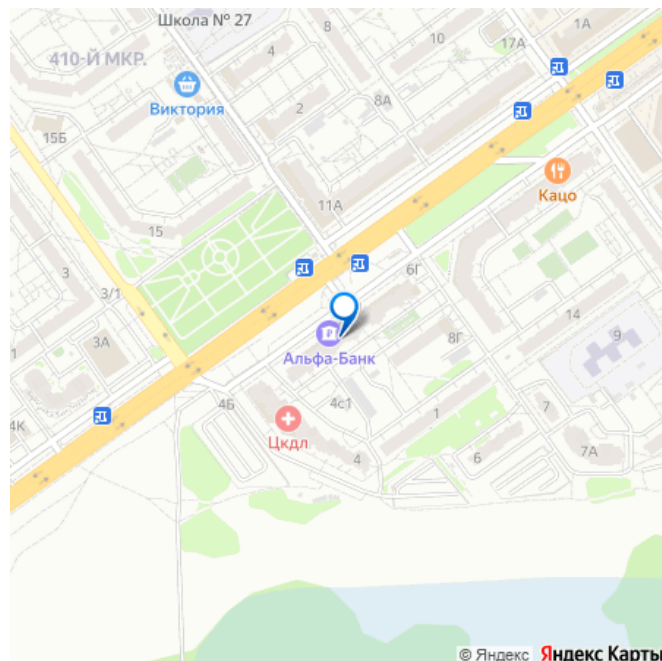 Школа № 27
4
8
10
17А
1А
410-Й МКР.
Виктория
8А
2
15Б
Кацо
11А
15
3
3/1
6Г
3А
Альфа-Банк
8Г
14
9
4К
4Б
4с1
1
7
Цкдл
4
6
7А
© Яндекс Яндекс Карты